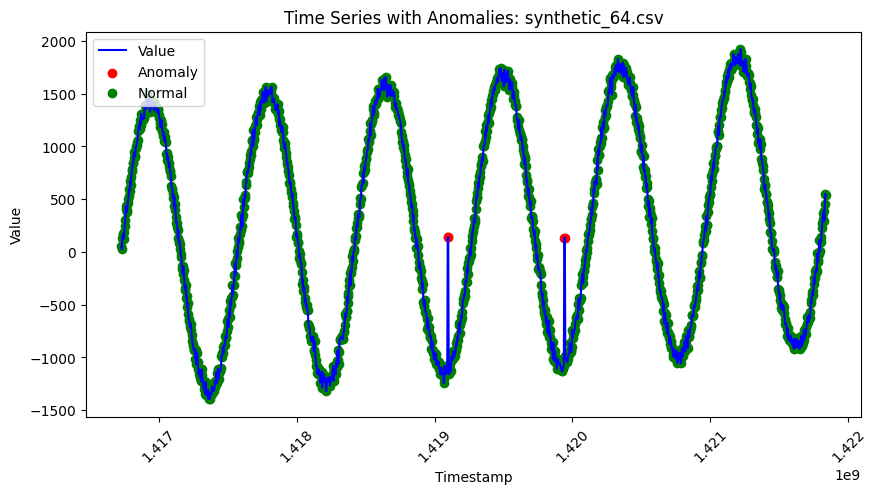 Time Series with Anomalies: synthetic_64.csv
Value
Anomaly
Normal
2000
1500
1000
500
0
−500
−1000
−1500
Value
1.417
1.418
1.419
1.420
1.421
1.422
1e9
Timestamp